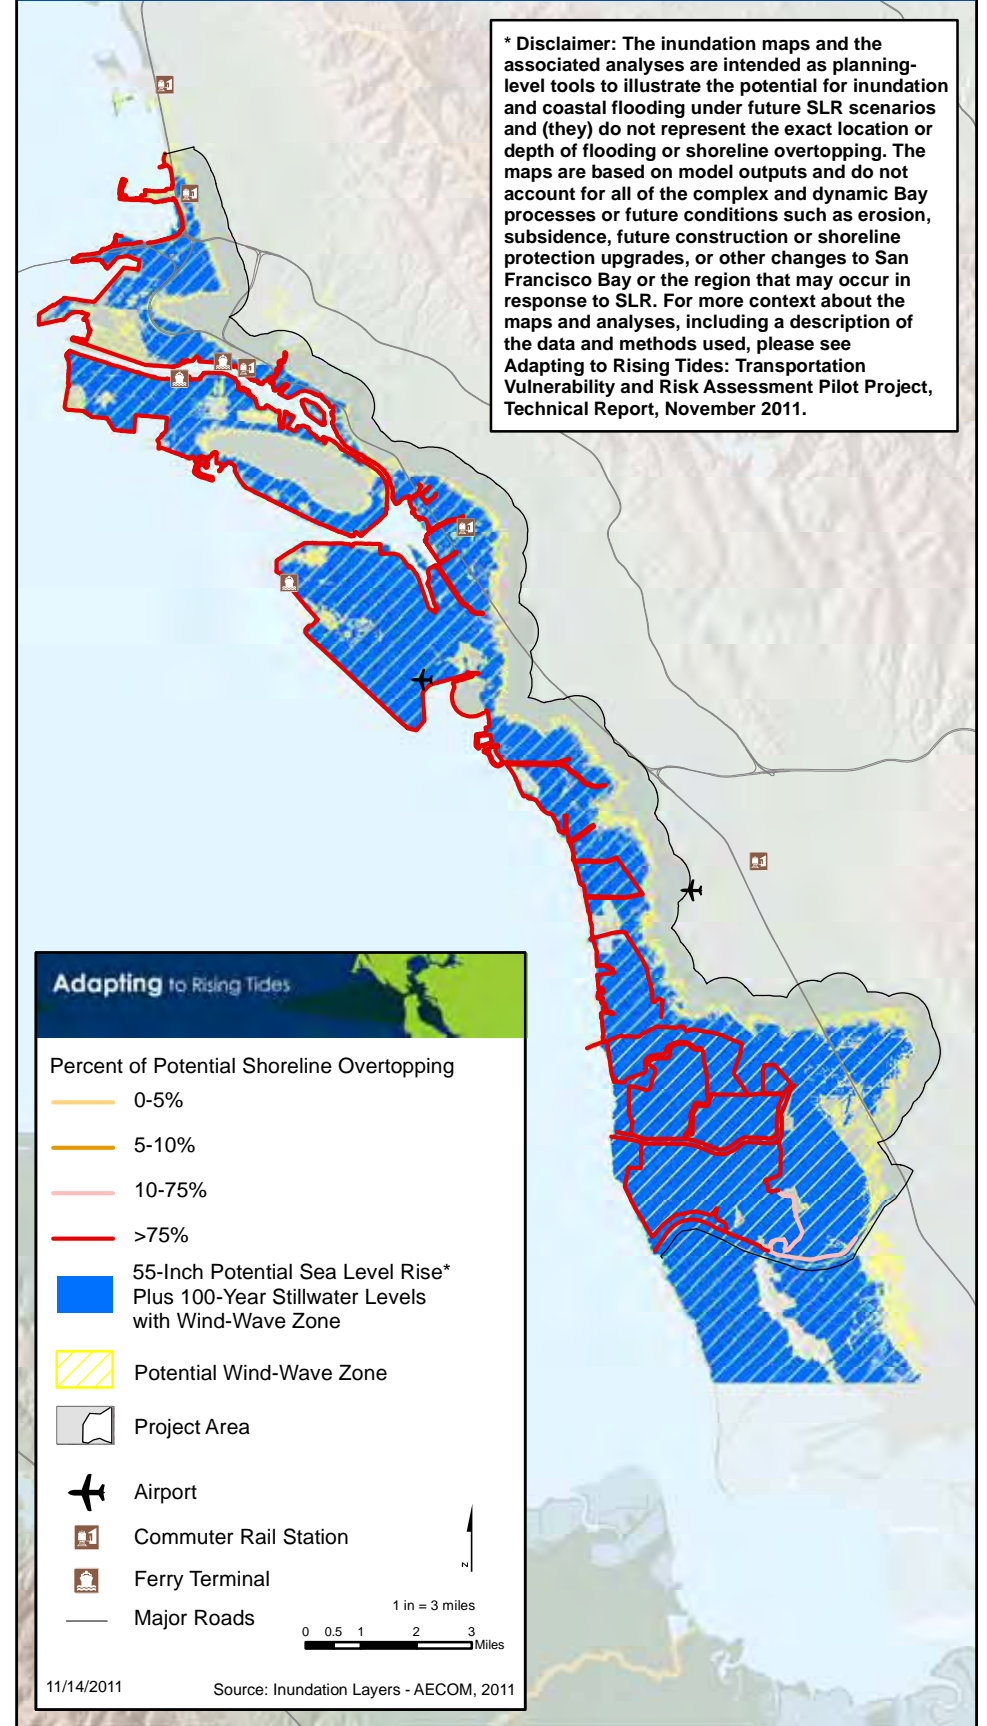 * Disclaimer: The inundation maps and the
associated analyses are intended as planning-
level tools to illustrate the potential for inundation
and coastal flooding under future SLR scenarios
and (they) do not represent the exact location or
depth of flooding or shoreline overtopping. The
maps are based on model outputs and do not
account for all of the complex and dynamic Bay
processes or future conditions such as erosion,
subsidence, future construction or shoreline
protection upgrades, or other changes to San
Francisco Bay or the region that may occur in
response to SLR. For more context about the
maps and analyses, including a description of
the data and methods used, please see
Adapting to Rising Tides: Transportation
Vulnerability and Risk Assessment Pilot Project,
Technical Report, November 2011.
Adapting to Rising Tides
Percent of Potential Shoreline Overtopping
0-5%
5-10%
10-75%
>75%
55-Inch Potential Sea Level Rise*
Plus 100-Year Stillwater Levels
with Wind-Wave Zone
Potential Wind-Wave Zone
Project Area
Airport
Commuter Rail Station
Ferry Terminal
Major Roads
N
1 in = 3 miles
0 0.5 1 2 3
Miles
11/14/2011
Source: Inundation Layers - AECOM, 2011